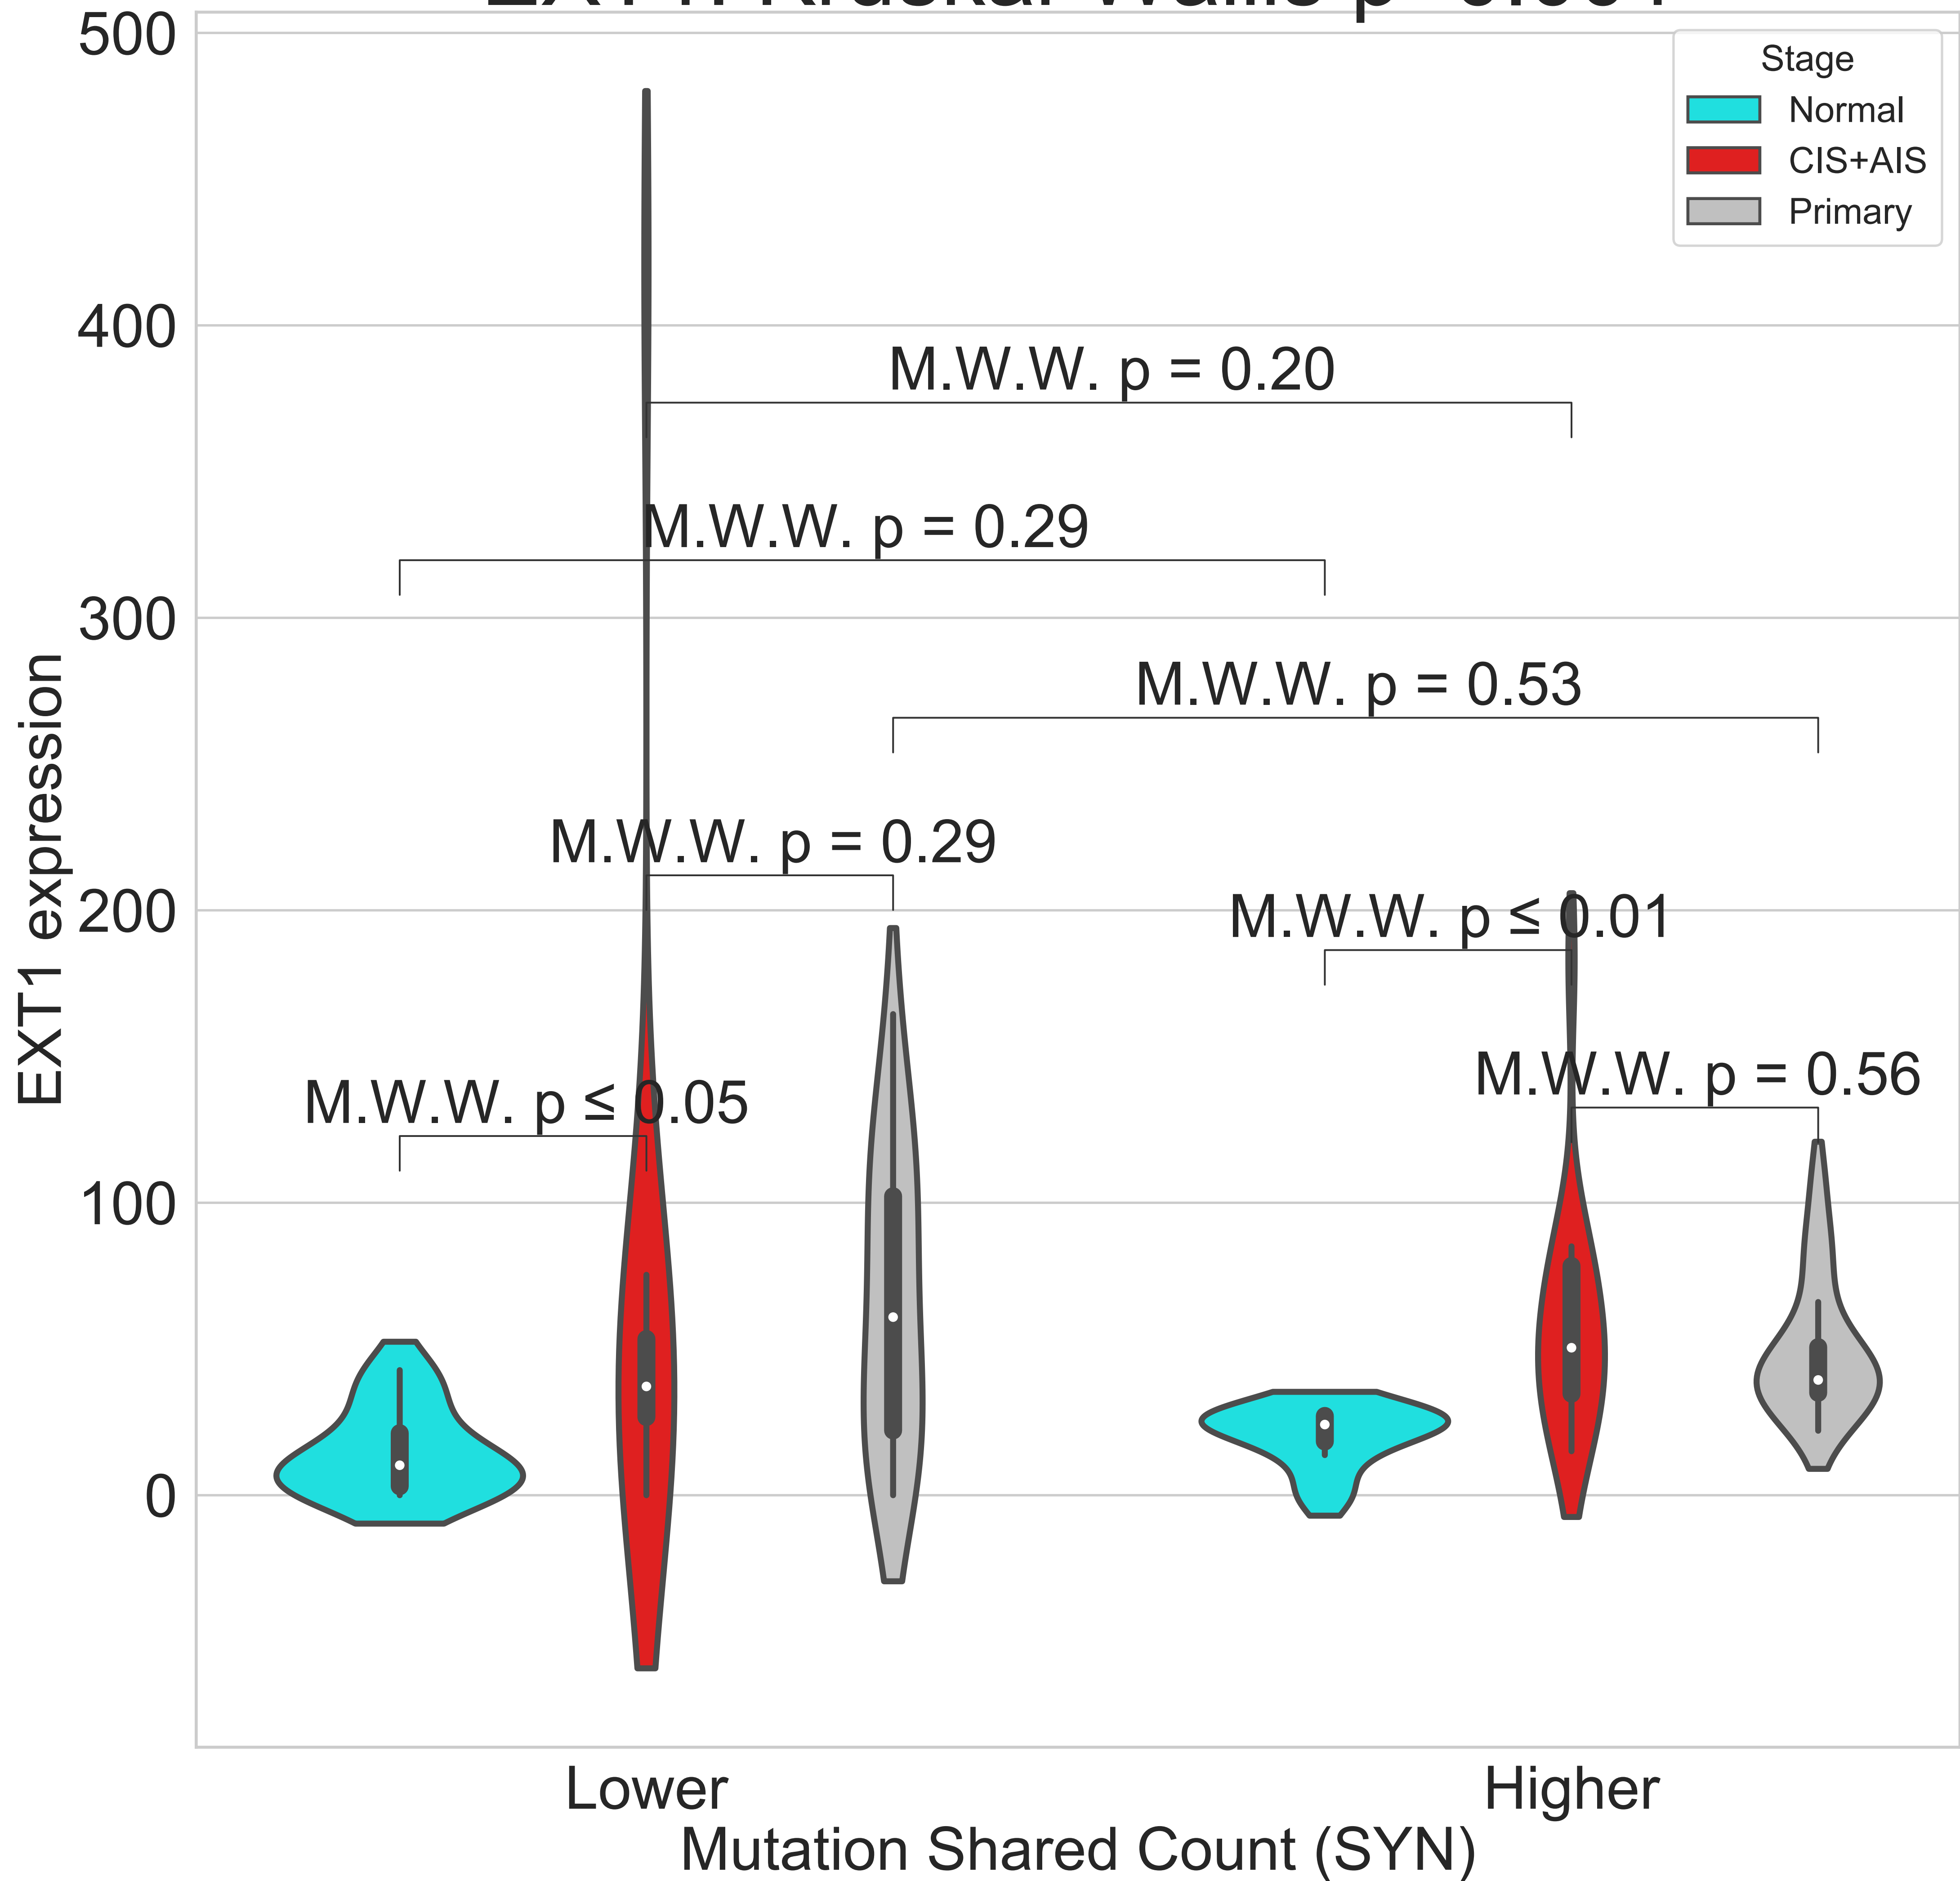 500
Stage
Normal
CIS+AIS
Primary
400
M.W.W. p = 0.20
M.W.W. p = 0.29
300
M.W.W. p = 0.53
EXT1 expression
M.W.W. p = 0.29
200
M.W.W. p ≤ 0.01
M.W.W. p = 0.56
M.W.W. p ≤ 0.05
100
0
Lower
Higher
Mutation Shared Count (SYN)